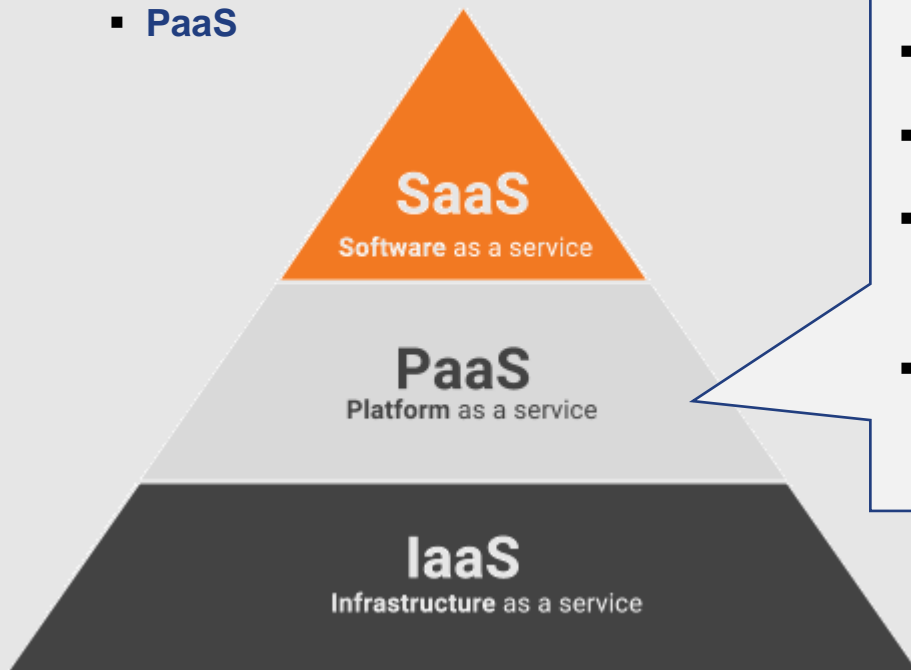 ▪ PaaS
SaaS
Software as a service
PaaS
Platform as a service
IaaS
Infrastructure as a service